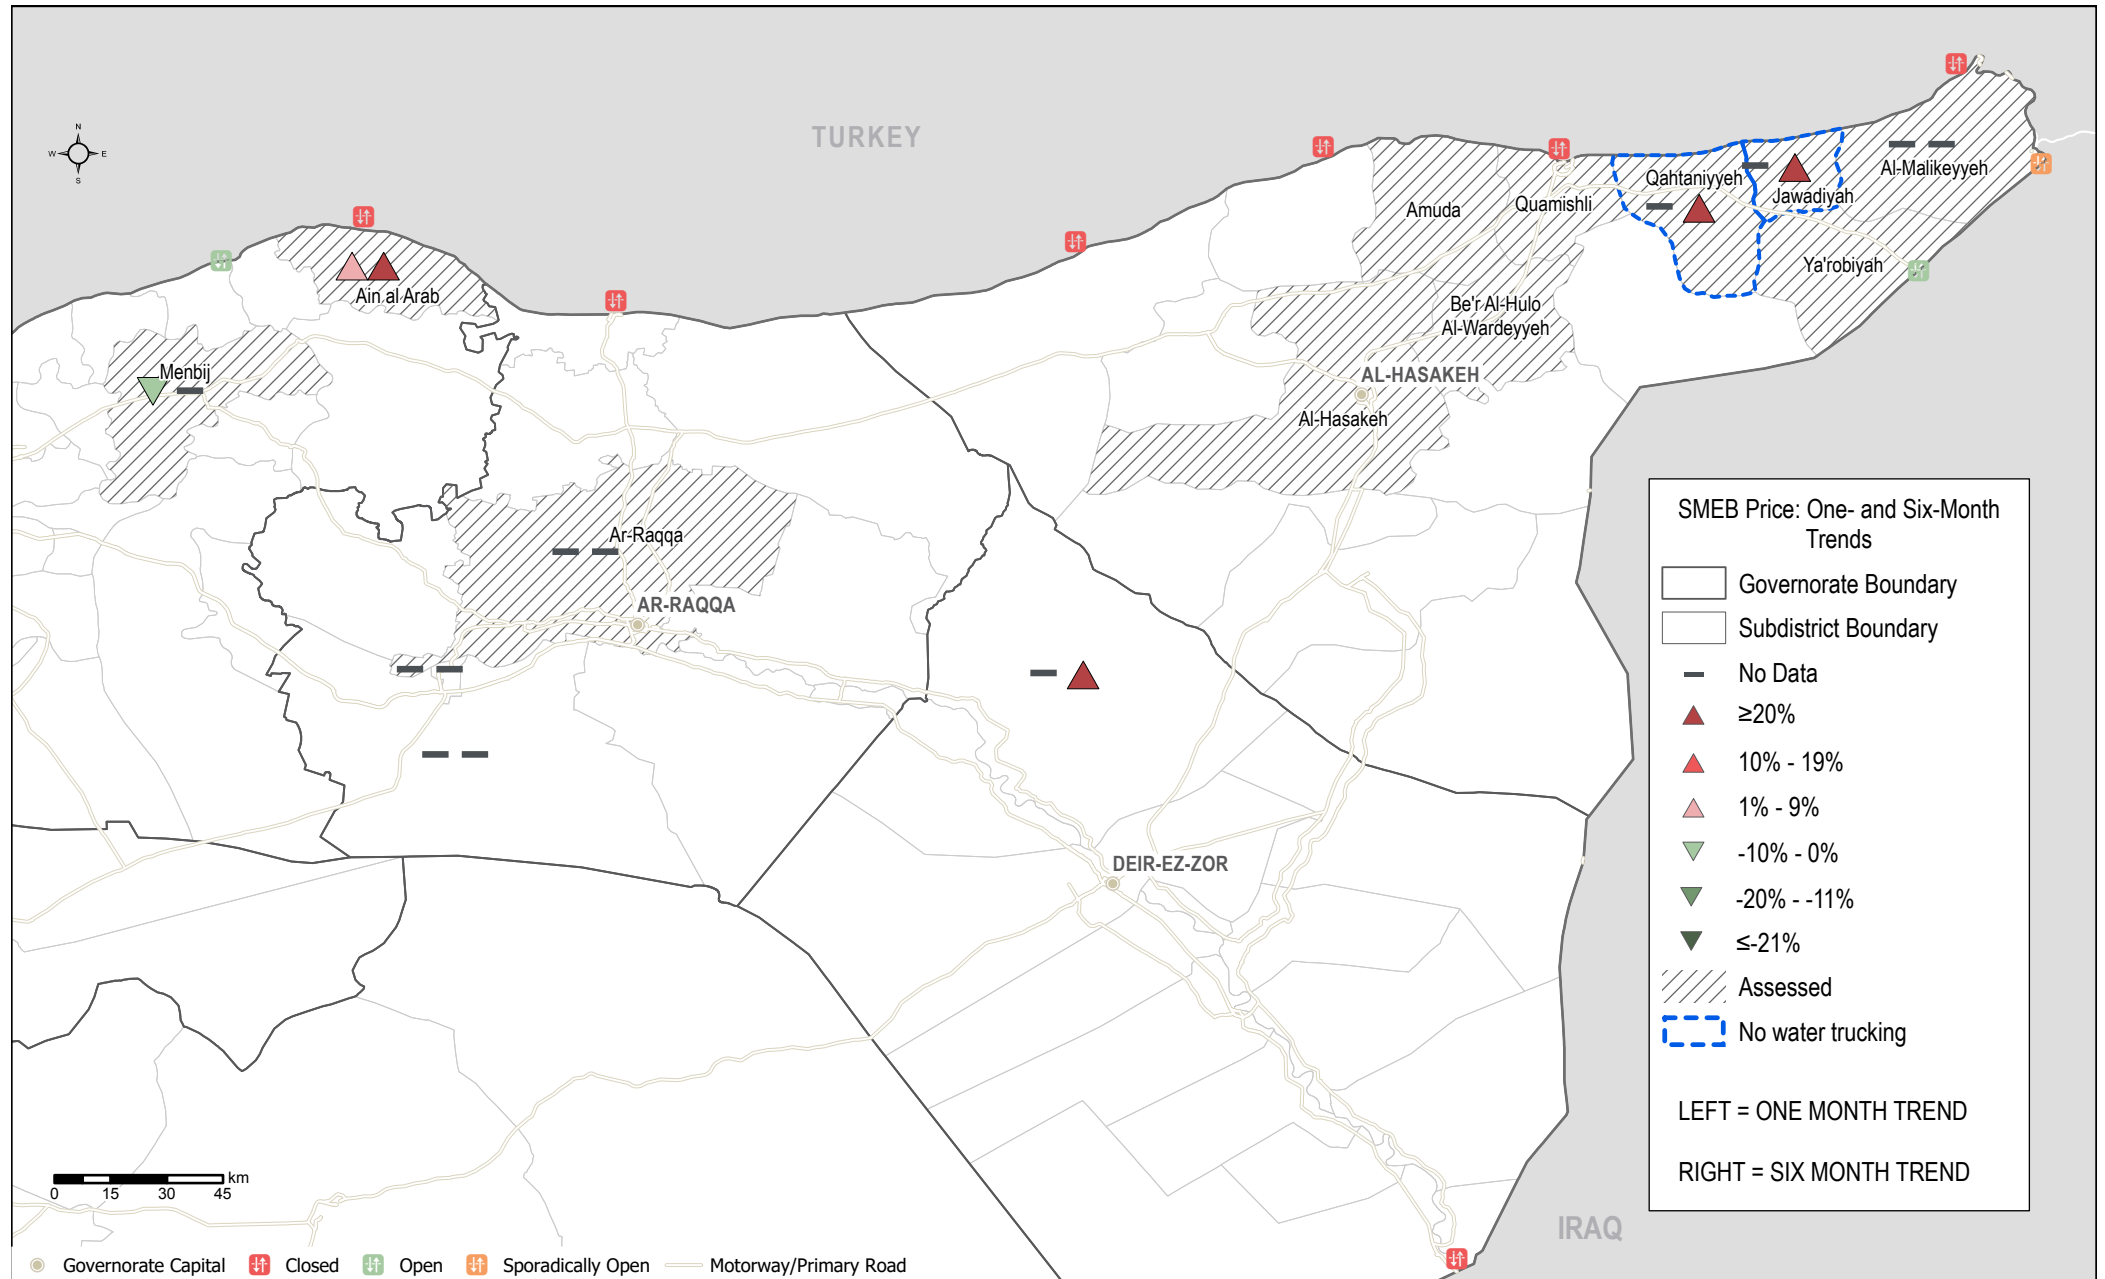 TURKEY
N
W
E
S
Qahtaniyyeh
Jawadiyah
Al-Malikeyyeh
Amuda
Quamishli
Ya'robiyah
Ain al Arab
Be'r Al-Hulo
Al-Wardeyyeh
Menbij
AL-HASAKEH
Al-Hasakeh
Ar-Raqqa
AR-RAQQA
DEIR-EZ-ZOR
IRAQ
SMEB Price: One- and Six-Month
Trends
Governorate Boundary
Subdistrict Boundary
No Data
≥20%
10% - 19%
1% - 9%
-10% - 0%
-20% - -11%
≤-21%
Assessed
No water trucking
LEFT = ONE MONTH TREND
RIGHT = SIX MONTH TREND
km
0 15 30 45
Governorate Capital Closed Open Sporadically Open Motorway/Primary Road